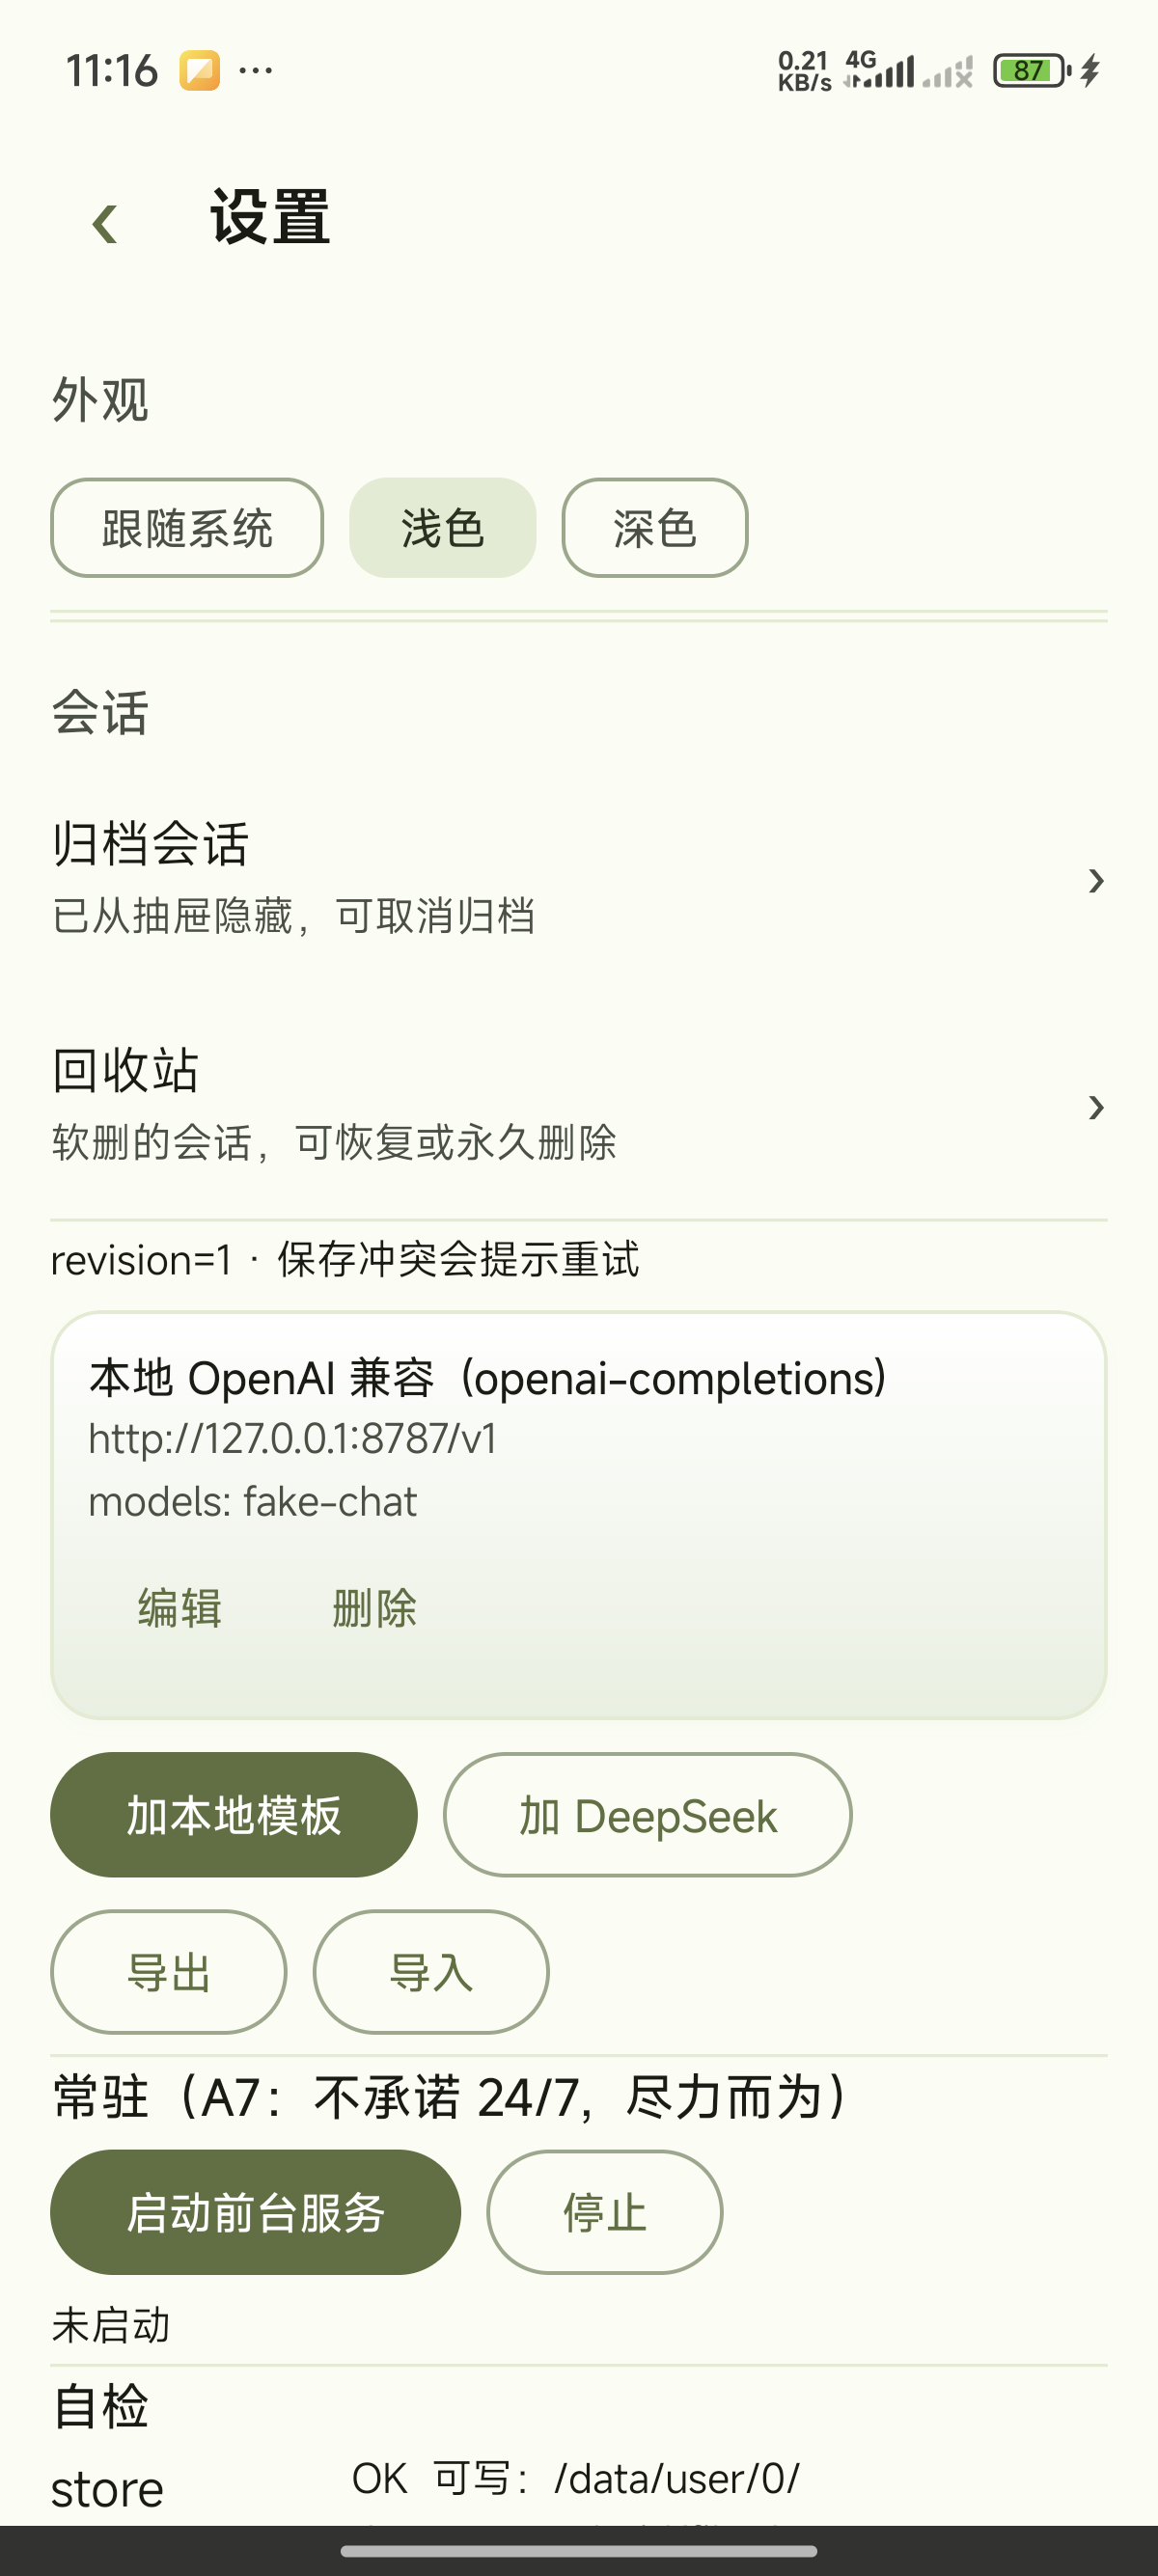 11:16 ··· 0.21 KB/s 4G 87
‹ 设置
外观
跟随系统 浅色 深色
会话
归档会话
已从抽屉隐藏，可取消归档 ›
回收站
软删的会话，可恢复或永久删除 ›
revision=1 · 保存冲突会提示重试
本地 OpenAI 兼容（openai-completions）
http://127.0.0.1:8787/v1
models: fake-chat
编辑 删除
加本地模板 加 DeepSeek
导出 导入
常驻（A7：不承诺 24/7，尽力而为）
启动前台服务 停止
未启动
自检
store OK 可写：/data/user/0/